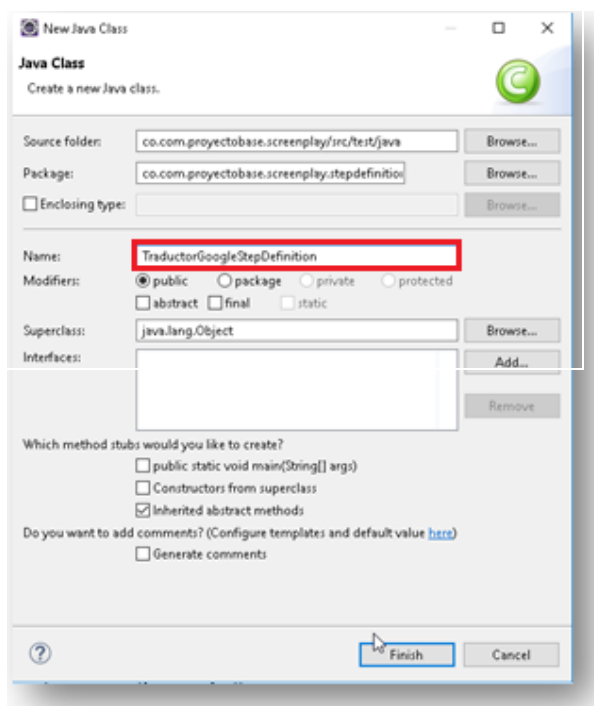 New Java Class
Java Class
Create a new Java class.
C
Source folder: co.com.proyectobase.screenplay/src/test/java Browse...
Package: co.com.proyectobase.screenplay.stepdefinition Browse...
Enclosing type: Browse...
Name: TraductorGoogleStepDefinition
Modifiers: public package private protected
abstract final static
Superclass: java.lang.Object Browse...
Interfaces: Add...
Remove
Which method stubs would you like to create?
public static void main(String[] args)
Constructors from superclass
Inherited abstract methods
Do you want to add comments? (Configure templates and default value here)
Generate comments
? Finish Cancel